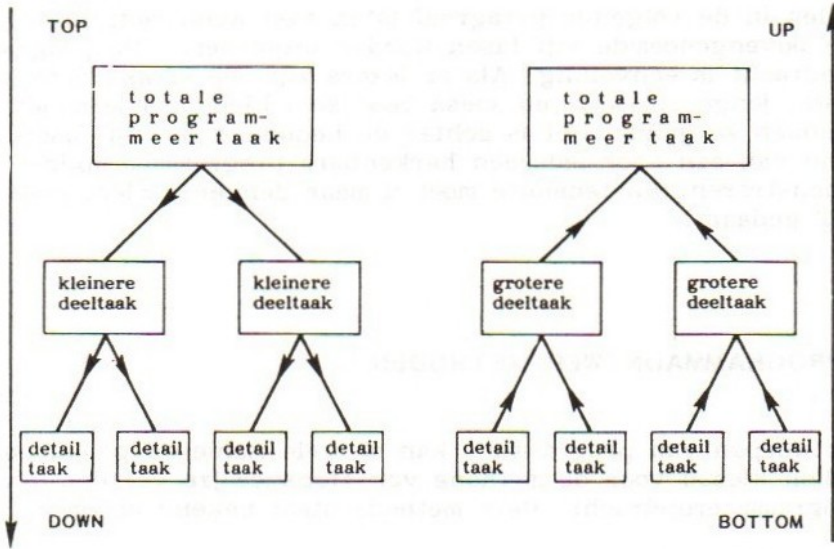 TOP
UP
totale
program-
meer taak
totale
program-
meer taak
kleinere
deeltaak
kleinere
deeltaak
grotere
deeltaak
grotere
deeltaak
detail
taak
detail
taak
detail
taak
detail
taak
detail
taak
detail
taak
detail
taak
detail
taak
DOWN
BOTTOM